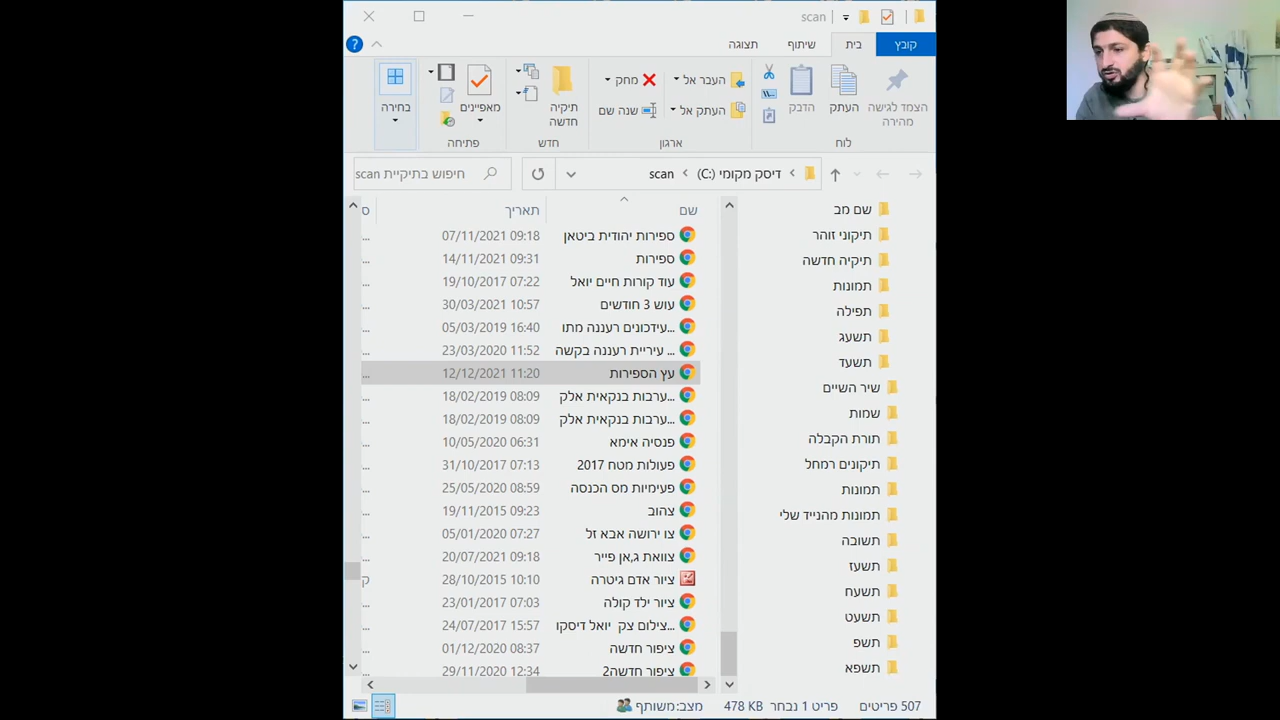 scan
קובץ
בית
שיתוף
תצוגה
הצמד לגישה מהירה
העתק
הדבק
לוח
העבר אל
העתק אל
מחק
שנה שם
ארגון
תיקיה חדשה
חדש
מאפיינים
פתיחה
בחירה
דיסק מקומי (C:)
scan
חיפוש בתיקיית scan
שם מב
תיקוני זוהר
תיקיה חדשה
תמונות
תפילה
תשעג
תשעד
שיר השיים
שמות
תורת הקבלה
תיקונים רמחל
תמונות
תמונות מהנייד שלי
תשובה
תשעז
תשעח
תשעט
תשפ
תשפא
שם תאריך ס
ספירות יהודית ביטאן 07/11/2021 09:18 ...
ספירות 14/11/2021 09:31 ...
עוד קורות חיים יואל 19/10/2017 07:22 ...
עוש 3 חודשים 30/03/2021 10:57 ...
עידכונים רעננה מתו... 05/03/2019 16:40 ...
עיריית רעננה בקשה ... 23/03/2020 11:52 ...
עץ הספירות 12/12/2021 11:20 ...
ערבות בנקאית אלק... 18/02/2019 08:09 ...
ערבות בנקאית אלק... 18/02/2019 08:09 ...
פנסיה אימא 10/05/2020 06:31 ...
פעולות מטח 2017 31/10/2017 07:13 ...
פעימיות מס הכנסה 25/05/2020 08:59 ...
צהוב 19/11/2015 09:23 ...
צו ירושה אבא זל 05/01/2020 07:27 ...
צוואת ג,אן פייר 20/07/2021 09:18 ...
ציור אדם גיטרה 28/10/2015 10:10 ק
ציור ילד קולה 23/01/2017 07:03 ...
צילום צק יואל דיסקו... 24/07/2017 15:57 ...
ציפור חדשה 01/12/2020 08:37 ...
ציפור חדשה2 29/11/2020 12:34 ...
507 פריטים
פריט 1 נבחר 478 KB
מצב: משותף